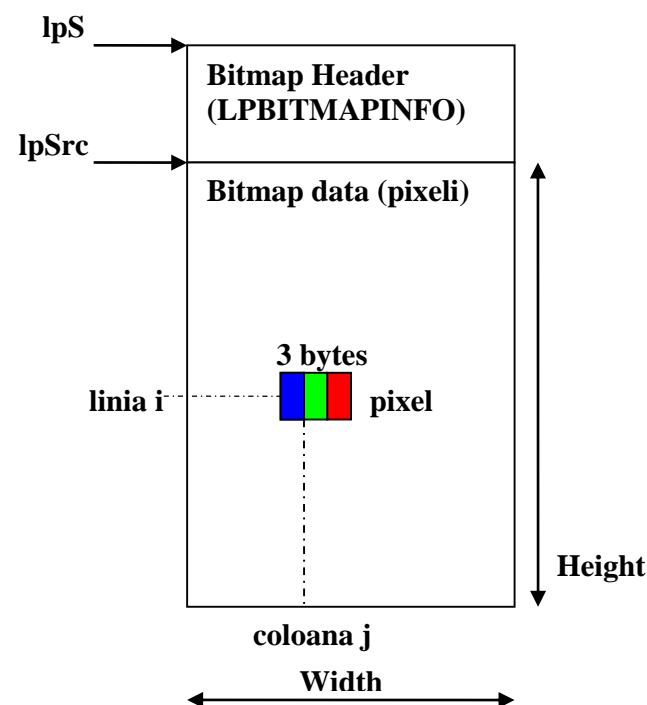 lpS
Bitmap Header
(LPBITMAPINFO)
lpSrc
Bitmap data (pixeli)
3 bytes
linia i
pixel
Height
coloana j
Width